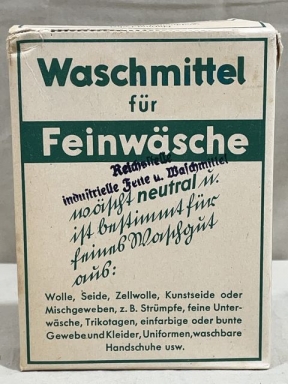 Waschmittel
für
Feinwäsche
Reichsstelle
industrielle Fette u. Waschmittel
wäscht neutral u.
ist bestimmt für
feines Waschgut
aus:
Wolle, Seide, Zellwolle, Kunstseide oder
Mischgeweben, z. B. Strümpfe, feine Unter-
wäsche, Trikotagen, einfarbige oder bunte
Gewebe und Kleider, Uniformen, waschbare
Handschuhe usw.